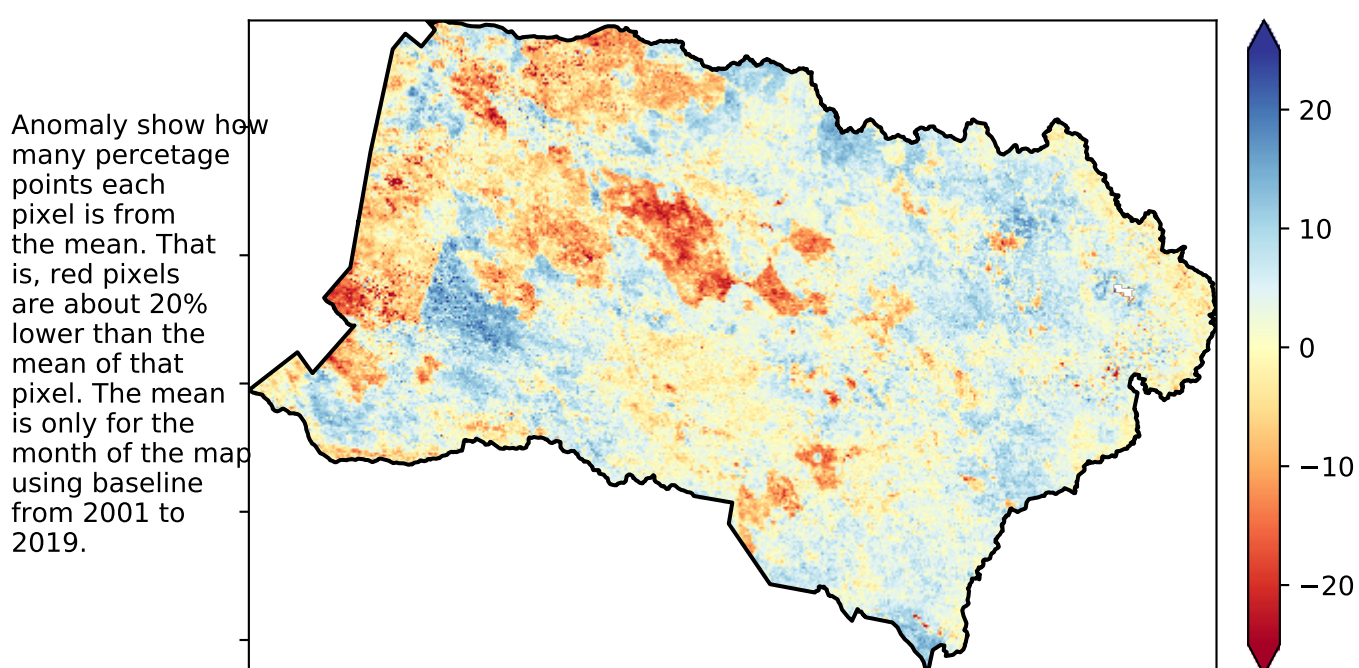 Anomaly show how
many percetage
points each
pixel is from
the mean. That
is, red pixels
are about 20%
lower than the
mean of that
pixel. The mean
is only for the
month of the map
using baseline
from 2001 to
2019.
20
10
0
−10
−20